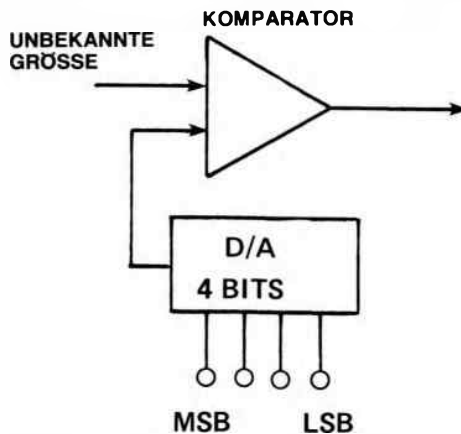 KOMPARATOR
UNBEKANNTE
GRÖSSE
D/A
4 BITS
MSB LSB